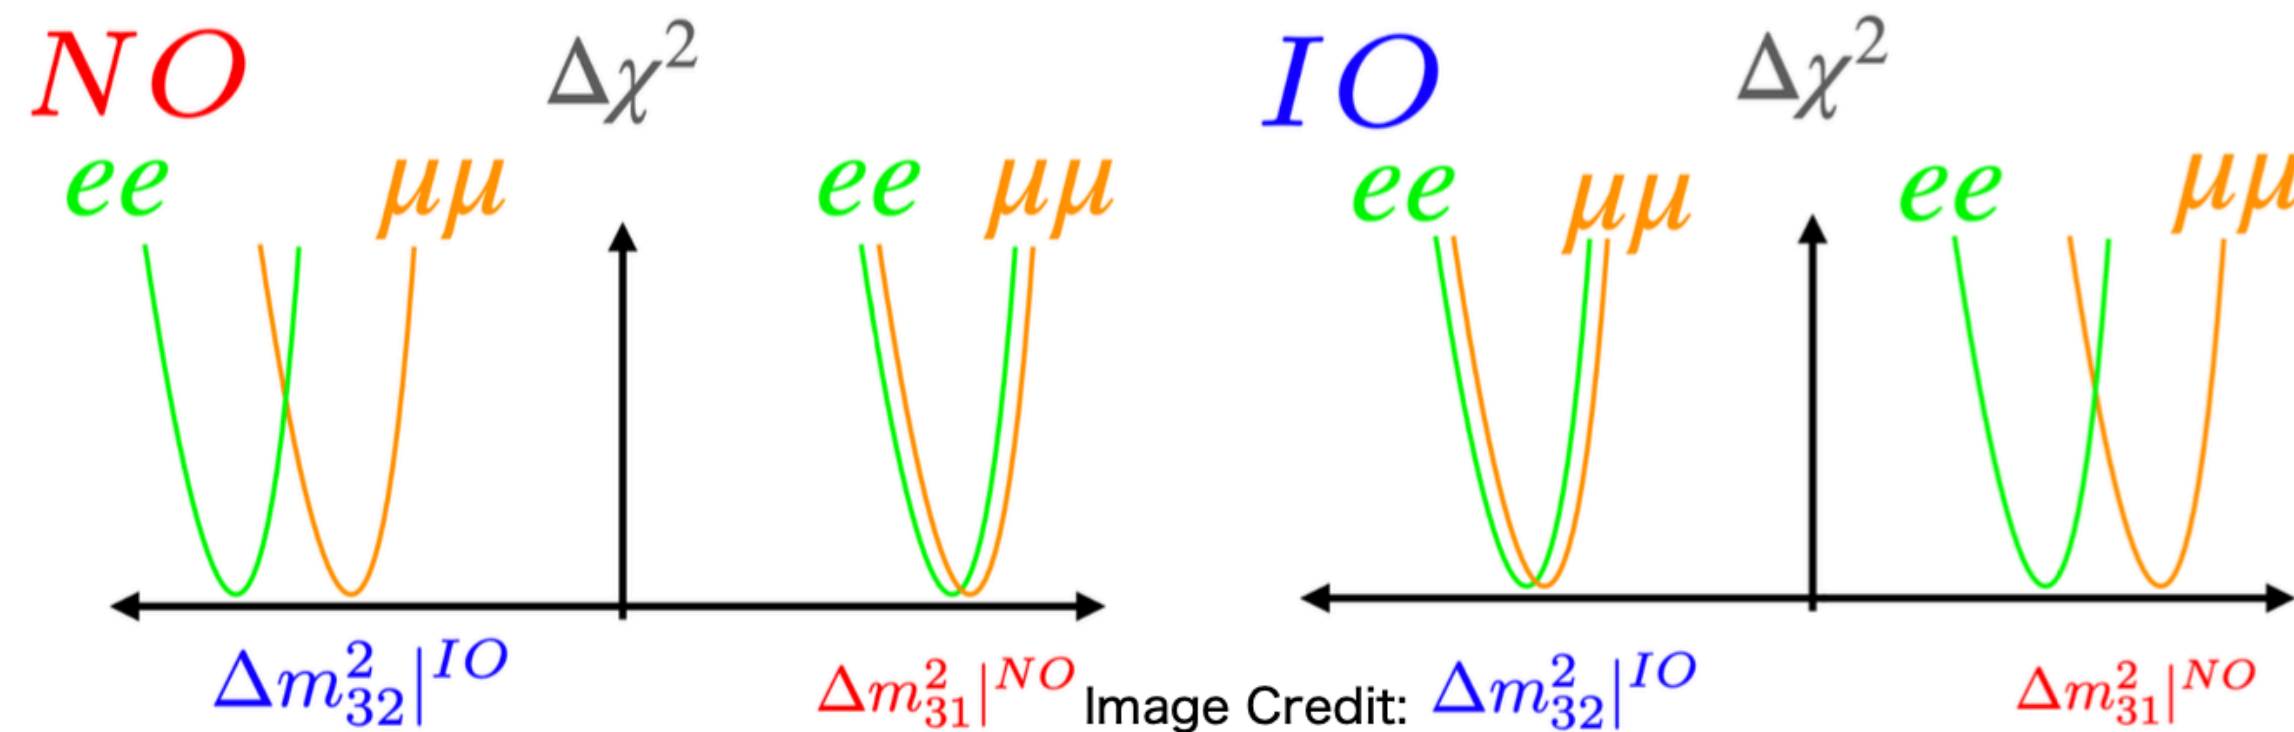 NO Δχ² IO Δχ²
ee μμ ee μμ ee μμ ee μμ
Δm²₃₂|ᴵᴼ Δm²₃₁|ᴺᴼ Image Credit: Δm²₃₂|ᴵᴼ Δm²₃₁|ᴺᴼ